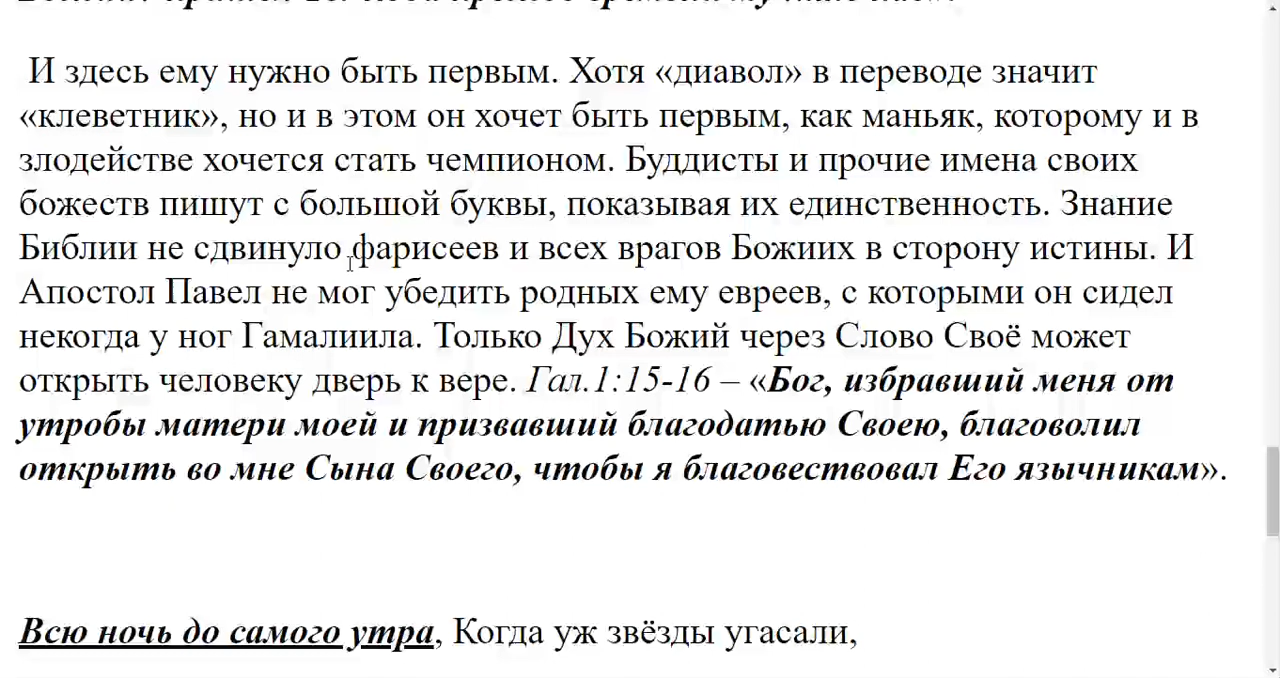 И здесь ему нужно быть первым. Хотя «диавол» в переводе значит
«клеветник», но и в этом он хочет быть первым, как маньяк, которому и в
злодействе хочется стать чемпионом. Буддисты и прочие имена своих
божеств пишут с большой буквы, показывая их единственность. Знание
Библии не сдвинуло фарисеев и всех врагов Божиих в сторону истины. И
Апостол Павел не мог убедить родных ему евреев, с которыми он сидел
некогда у ног Гамалиила. Только Дух Божий через Слово Своё может
открыть человеку дверь к вере. Гал.1:15-16 – «Бог, избравший меня от
утробы матери моей и призвавший благодатью Своею, благоволил
открыть во мне Сына Своего, чтобы я благовествовал Его язычникам».
Всю ночь до самого утра, Когда уж звёзды угасали,